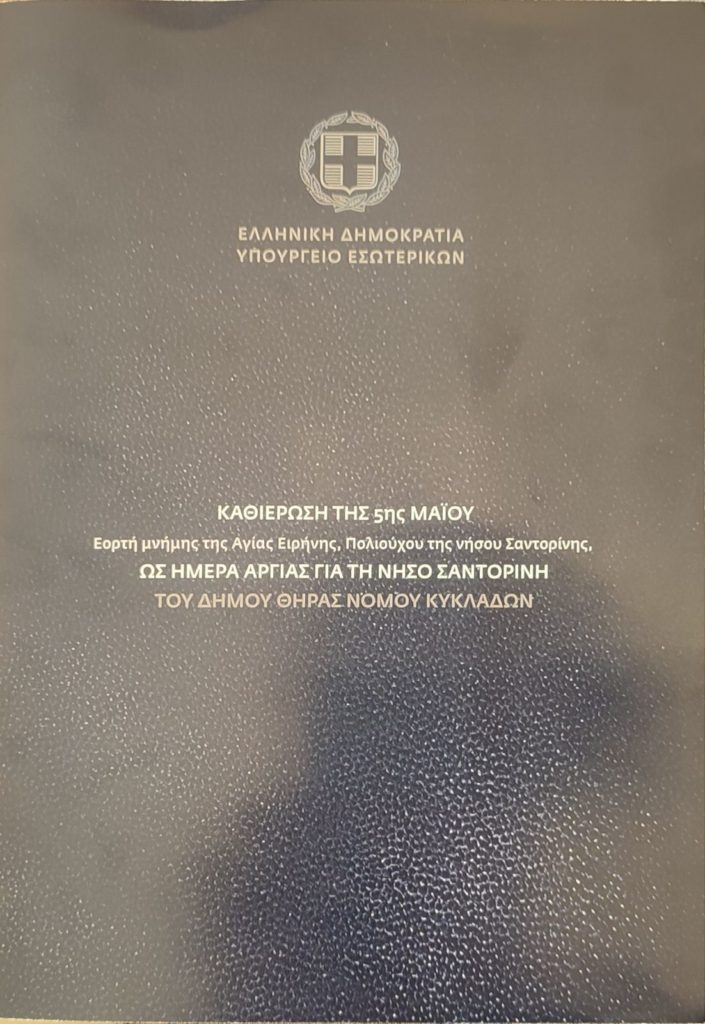 ΕΛΛΗΝΙΚΗ ΔΗΜΟΚΡΑΤΙΑ
ΥΠΟΥΡΓΕΙΟ ΕΣΩΤΕΡΙΚΩΝ
ΚΑΘΙΕΡΩΣΗ ΤΗΣ 5ης ΜΑΪΟΥ
Εορτή μνήμης της Αγίας Ειρήνης, Πολιούχου της νήσου Σαντορίνης,
ΩΣ ΗΜΕΡΑ ΑΡΓΙΑΣ ΓΙΑ ΤΗ ΝΗΣΟ ΣΑΝΤΟΡΙΝΗ
ΤΟΥ ΔΗΜΟΥ ΘΗΡΑΣ ΝΟΜΟΥ ΚΥΚΛΑΔΩΝ